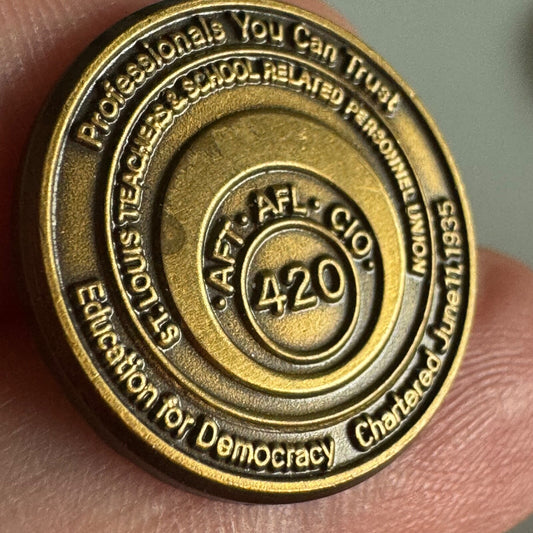 Professionals You Can Trust
ST. LOUIS TEACHERS & SCHOOL RELATED PERSONNEL UNION
·AFT·AFL·CIO·
420
Education for Democracy
Chartered June 11, 1935